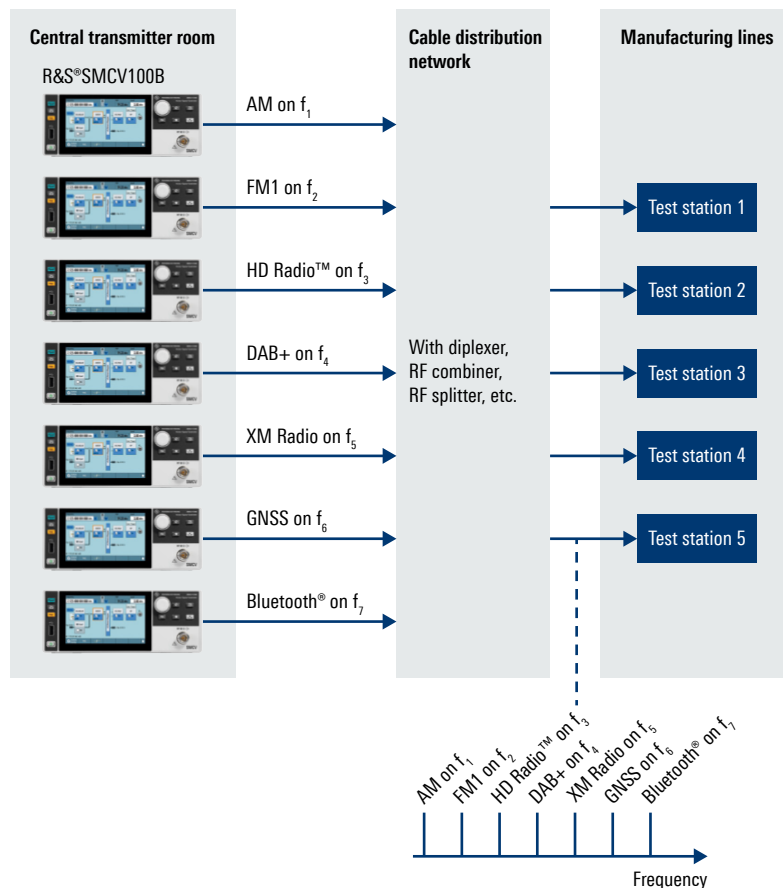 Central transmitter room
R&S®SMCV100B
AM on f₁
FM1 on f₂
HD Radio™ on f₃
DAB+ on f₄
XM Radio on f₅
GNSS on f₆
Bluetooth® on f₇
Cable distribution
network
With diplexer,
RF combiner,
RF splitter, etc.
Manufacturing lines
Test station 1
Test station 2
Test station 3
Test station 4
Test station 5
AM on f₁
FM1 on f₂
HD Radio™ on f₃
DAB+ on f₄
XM Radio on f₅
GNSS on f₆
Bluetooth® on f₇
Frequency